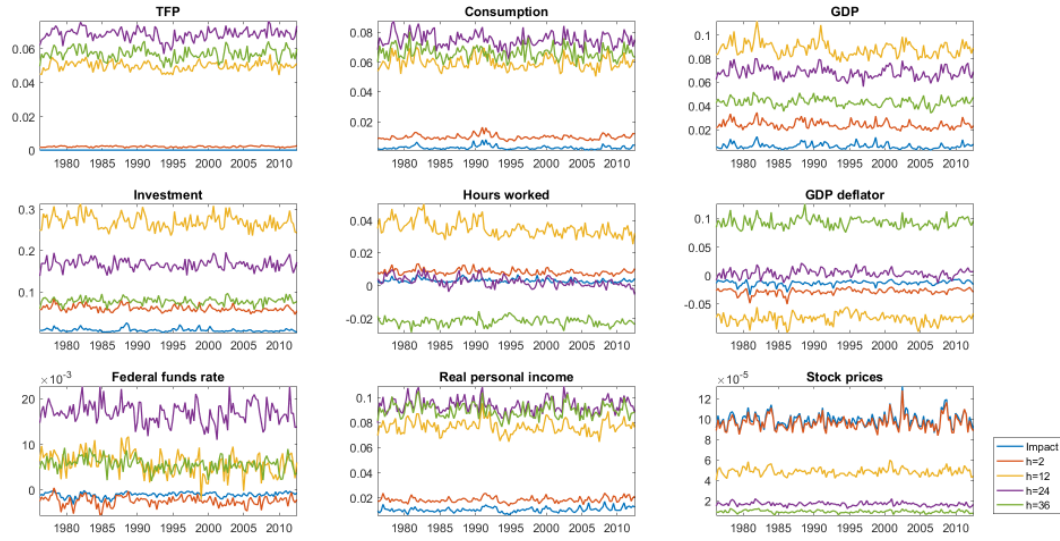 TFP
0.06
0.04
0.02
0
1980 1985 1990 1995 2000 2005 2010
Consumption
0.08
0.06
0.04
0.02
1980 1985 1990 1995 2000 2005 2010
GDP
0.1
0.08
0.06
0.04
0.02
1980 1985 1990 1995 2000 2005 2010
Investment
0.3
0.2
0.1
1980 1985 1990 1995 2000 2005 2010
Hours worked
0.04
0.02
0
-0.02
1980 1985 1990 1995 2000 2005 2010
GDP deflator
0.1
0.05
0
-0.05
1980 1985 1990 1995 2000 2005 2010
Federal funds rate
×10⁻³
20
10
0
1980 1985 1990 1995 2000 2005 2010
Real personal income
0.1
0.08
0.06
0.04
0.02
1980 1985 1990 1995 2000 2005 2010
Stock prices
×10⁻⁵
12
10
8
6
4
2
1980 1985 1990 1995 2000 2005 2010
Impact
h=2
h=12
h=24
h=36